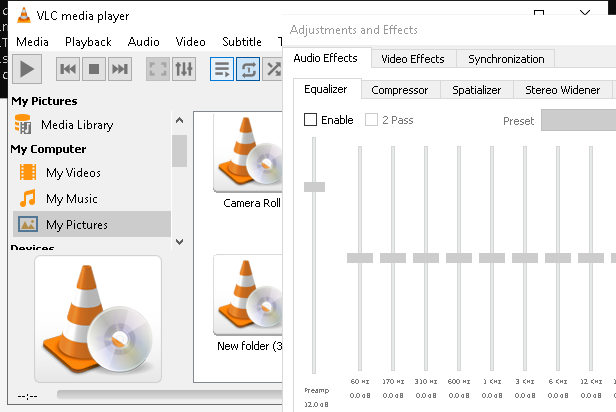 VLC media player
Media Playback Audio Video Subtitle T
My Pictures
Media Library
My Computer
My Videos
My Music
My Pictures
Devices
Camera Roll
New folder (3
--:--
Adjustments and Effects
Audio Effects Video Effects Synchronization
Equalizer Compressor Spatializer Stereo Widener
Enable 2 Pass Preset
60 Hz 170 Hz 310 Hz 600 Hz 1 KHz 3 KHz 6 KHz 12 KHz
Preamp 0.0 dB 0.0 dB 0.0 dB 0.0 dB 0.0 dB 0.0 dB 0.0 dB 0.0 dB
12.0 dB